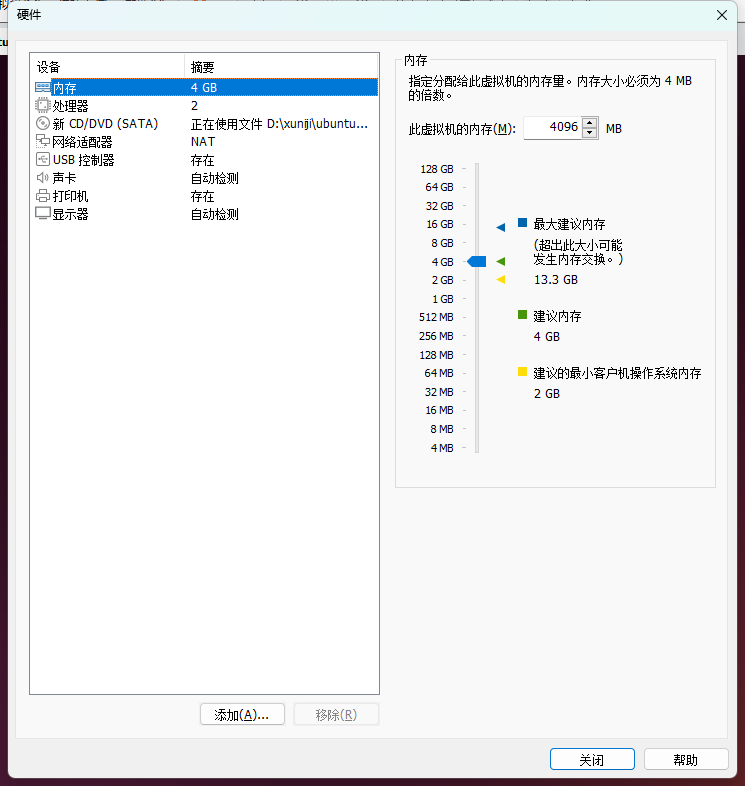 硬件
设备 摘要
内存 4 GB
处理器 2
新 CD/DVD (SATA) 正在使用文件 D:\xuniji\ubuntu...
网络适配器 NAT
USB 控制器 存在
声卡 自动检测
打印机 存在
显示器 自动检测
添加(A)... 移除(R)
内存
指定分配给此虚拟机的内存量。内存大小必须为 4 MB
的倍数。
此虚拟机的内存(M): 4096 MB
128 GB
64 GB
32 GB
16 GB
8 GB
4 GB
2 GB
1 GB
512 MB
256 MB
128 MB
64 MB
32 MB
16 MB
8 MB
4 MB
最大建议内存
(超出此大小可能
发生内存交换。)
13.3 GB
建议内存
4 GB
建议的最小客户机操作系统内存
2 GB
关闭 帮助